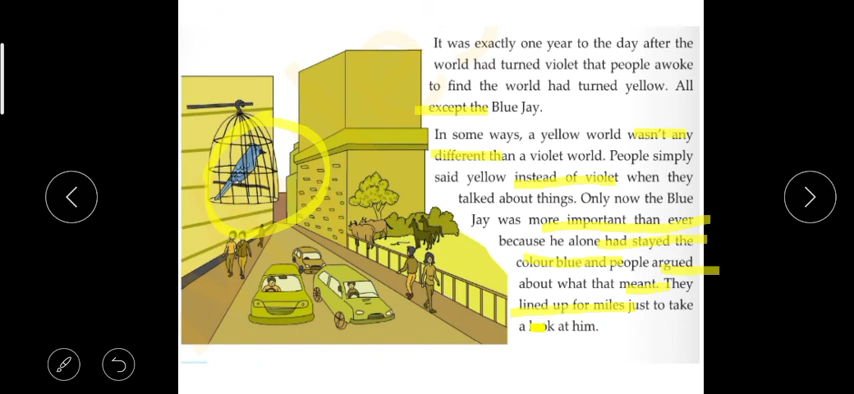 It was exactly one year to the day after the
world had turned violet that people awoke
to find the world had turned yellow. All
except the Blue Jay.
In some ways, a yellow world wasn't any
different than a violet world. People simply
said yellow instead of violet when they
talked about things. Only now the Blue
Jay was more important than ever
because he alone had stayed the
colour blue and people argued
about what that meant. They
lined up for miles just to take
a look at him.